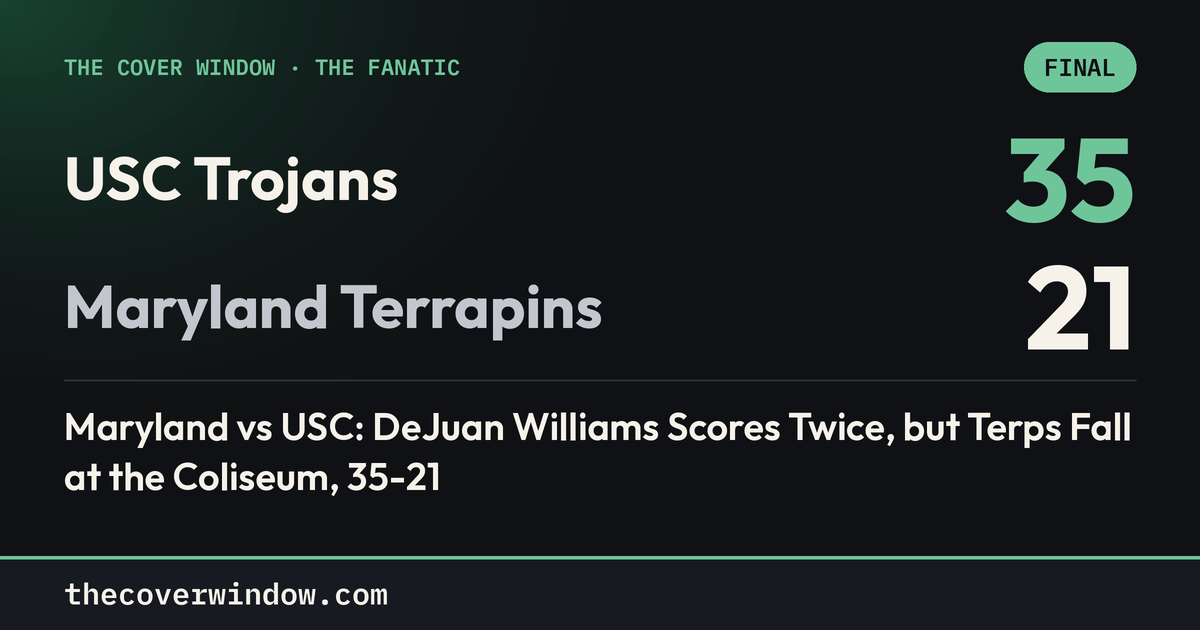 THE COVER WINDOW · THE FANATIC
FINAL
USC Trojans
35
Maryland Terrapins
21
Maryland vs USC: DeJuan Williams Scores Twice, but Terps Fall
at the Coliseum, 35-21
thecoverwindow.com